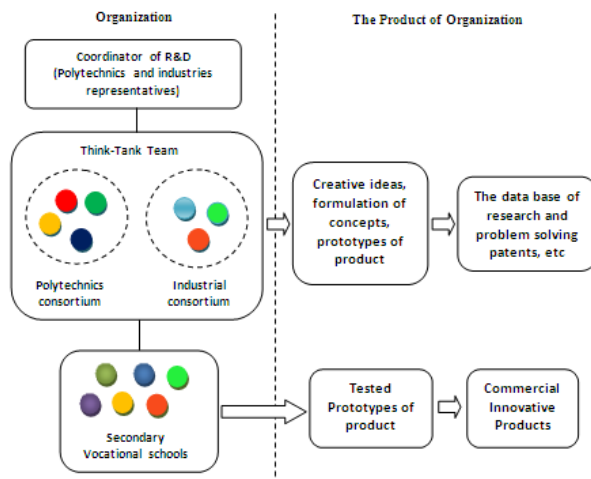 Organization
The Product of Organization
Coordinator of R&D
(Polytechnics and industries
representatives)
Think-Tank Team
Polytechnics
consortium
Industrial
consortium
Creative ideas,
formulation of
concepts,
prototypes of
product
The data base of
research and
problem solving
patents, etc
Secondary
Vocational schools
Tested
Prototypes of
product
Commercial
Innovative
Products